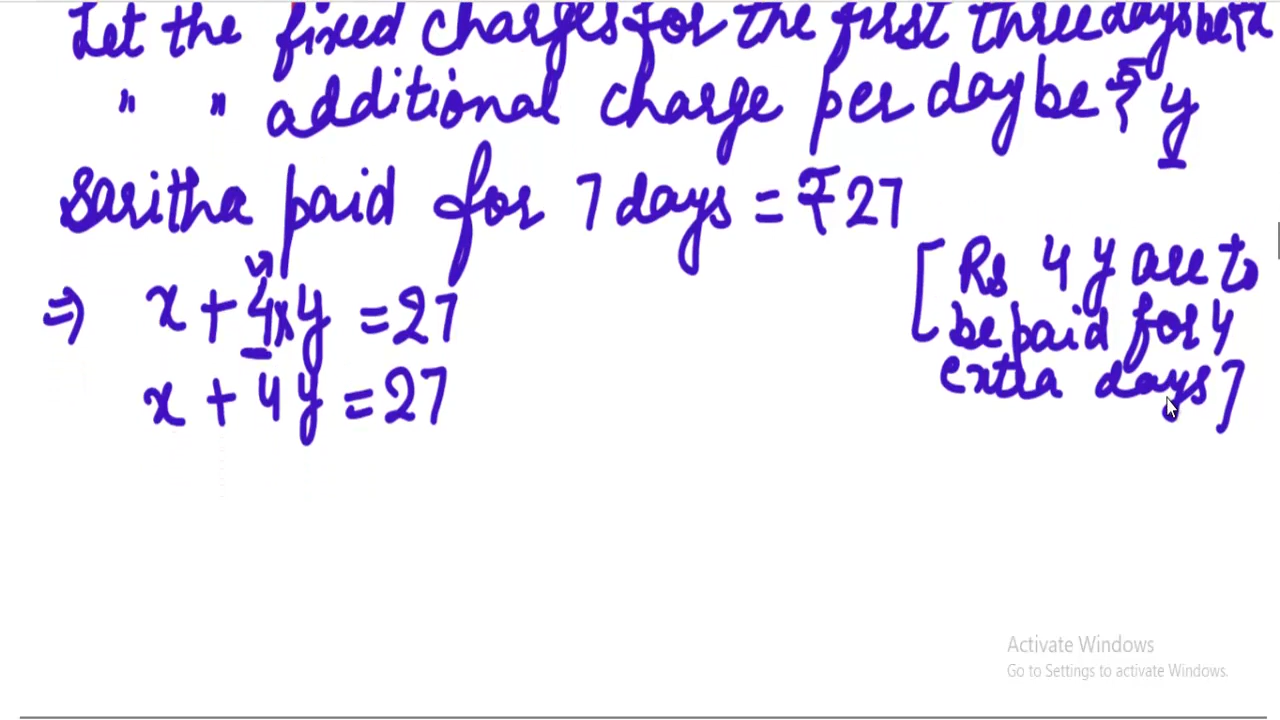 Let the fixed charges for the first three days be ₹x
" " additional charge per day be ₹ y
Saritha paid for 7 days = ₹27
⇒ x + 4×y = 27
x + 4y = 27
[Rs 4y are to
be paid for 4
extra days]
Activate Windows
Go to Settings to activate Windows.